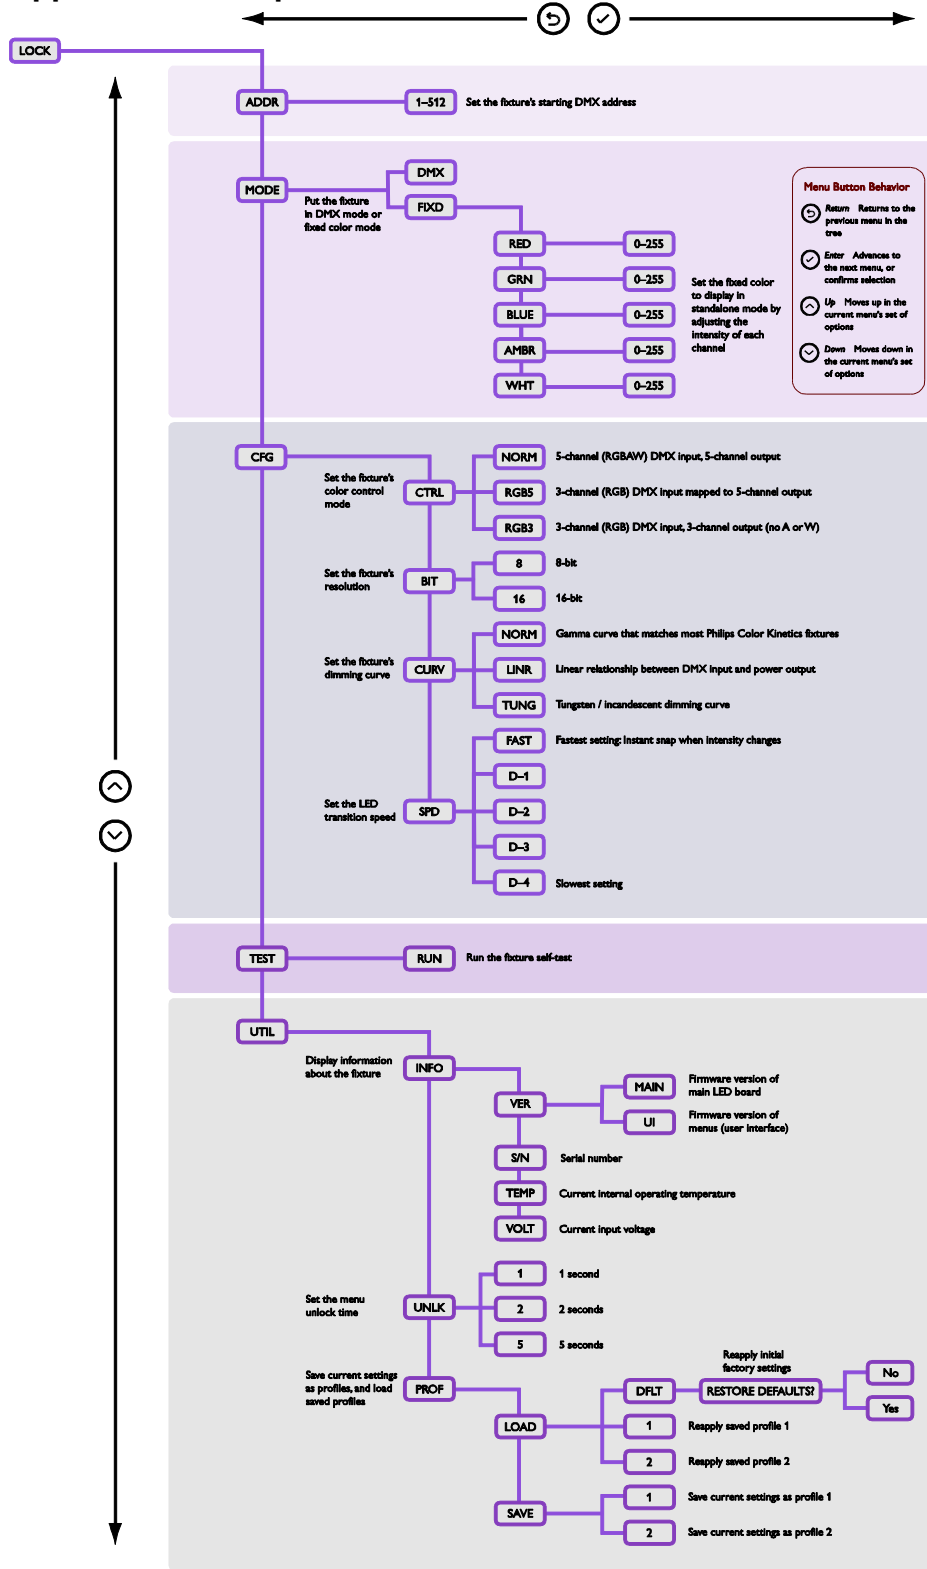 LOCK
ADDR
1–512
Set the fixture's starting DMX address
MODE
Put the fixture
in DMX mode or
fixed color mode
DMX
FIXD
RED
0–255
GRN
0–255
BLUE
0–255
AMBR
0–255
WHT
0–255
Set the fixed color
to display in
standalone mode by
adjusting the
intensity of each
channel
Menu Button Behavior
Return Returns to the
previous menu in the
tree
Enter Advances to
the next menu, or
confirms selection
Up Moves up in the
current menu's set of
options
Down Moves down in
the current menu's set
of options
CFG
Set the fixture's
color control
mode
CTRL
NORM
5-channel (RGBAW) DMX input, 5-channel output
RGB5
3-channel (RGB) DMX input mapped to 5-channel output
RGB3
3-channel (RGB) DMX input, 3-channel output (no A or W)
Set the fixture's
resolution
BIT
8
8-bit
16
16-bit
Set the fixture's
dimming curve
CURV
NORM
Gamma curve that matches most Philips Color Kinetics fixtures
LINR
Linear relationship between DMX input and power output
TUNG
Tungsten / incandescent dimming curve
Set the LED
transition speed
SPD
FAST
Fastest setting: Instant snap when intensity changes
D–1
D–2
D–3
D–4
Slowest setting
TEST
RUN
Run the fixture self-test
UTIL
Display information
about the fixture
INFO
VER
MAIN
Firmware version of
main LED board
UI
Firmware version of
menus (user interface)
S/N
Serial number
TEMP
Current internal operating temperature
VOLT
Current input voltage
Set the menu
unlock time
UNLK
1
1 second
2
2 seconds
5
5 seconds
Save current settings
as profiles, and load
saved profiles
PROF
LOAD
DFLT
Reapply initial
factory settings
RESTORE DEFAULTS?
No
Yes
1
Reapply saved profile 1
2
Reapply saved profile 2
SAVE
1
Save current settings as profile 1
2
Save current settings as profile 2